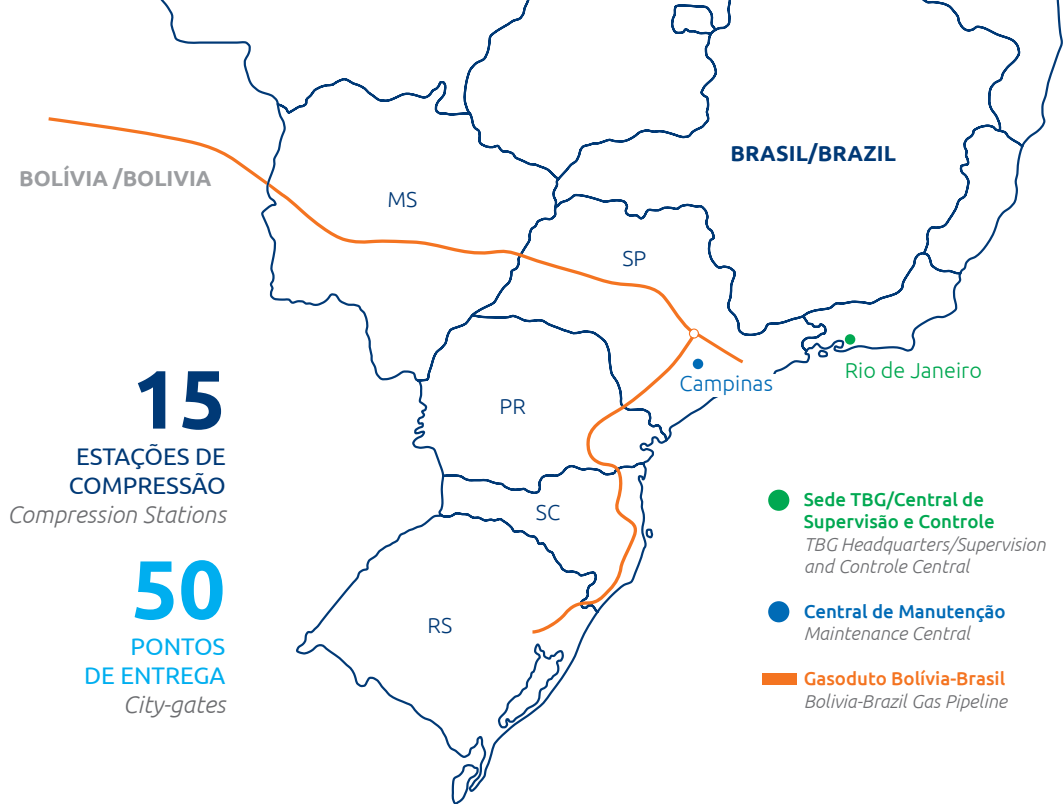 BRASIL/BRAZIL
BOLÍVIA /BOLIVIA
MS
SP
Rio de Janeiro
Campinas
PR
SC
RS
15
ESTAÇÕES DE
COMPRESSÃO
Compression Stations
50
PONTOS
DE ENTREGA
City-gates
Sede TBG/Central de
Supervisão e Controle
TBG Headquarters/Supervision
and Controle Central
Central de Manutenção
Maintenance Central
Gasoduto Bolívia-Brasil
Bolivia-Brazil Gas Pipeline